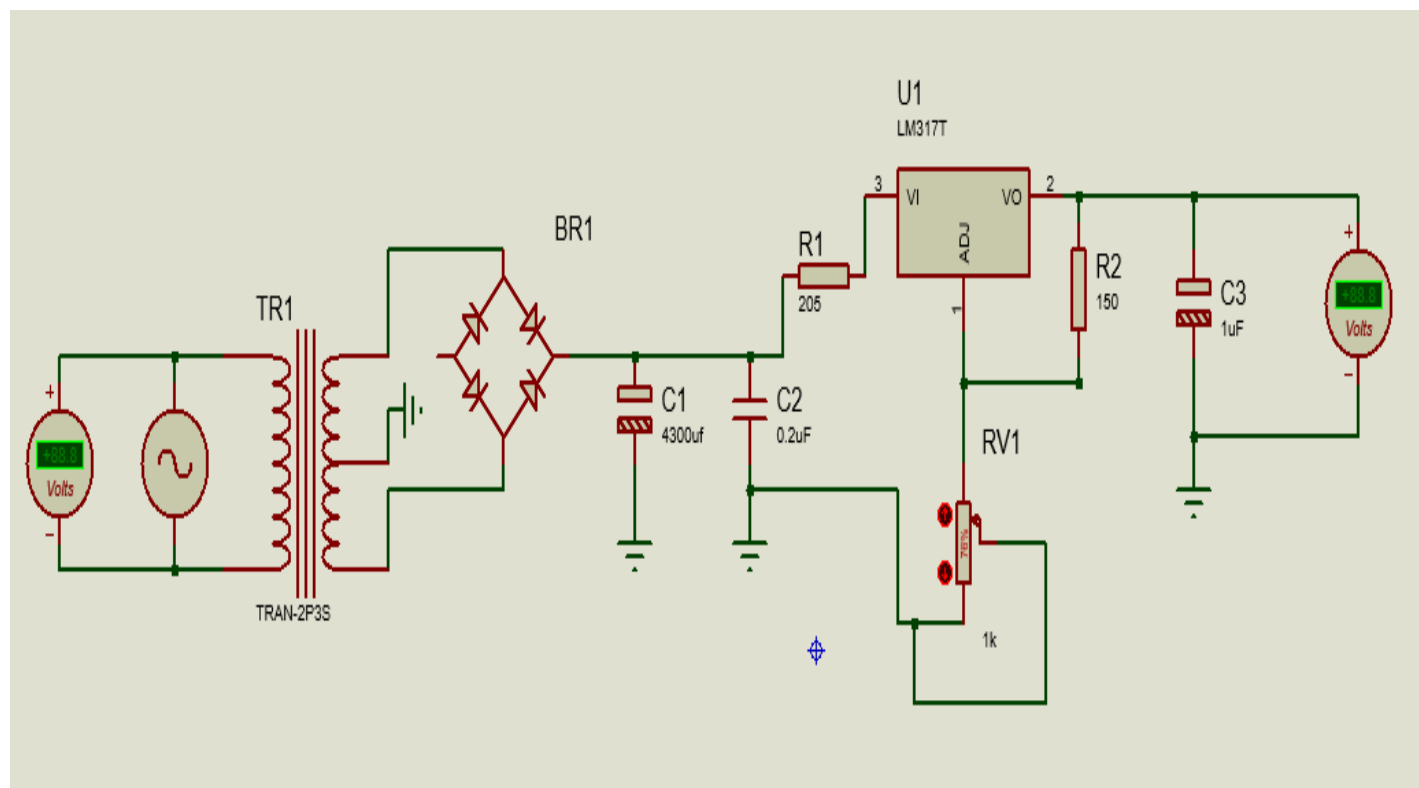 U1
LM317T
3
VI
VO
2
ADJ
1
BR1
R1
205
R2
150
TR1
C3
1uF
+88.8
Volts
C1
4300uf
C2
0.2uF
RV1
+88.8
Volts
76%
TRAN-2P3S
1k